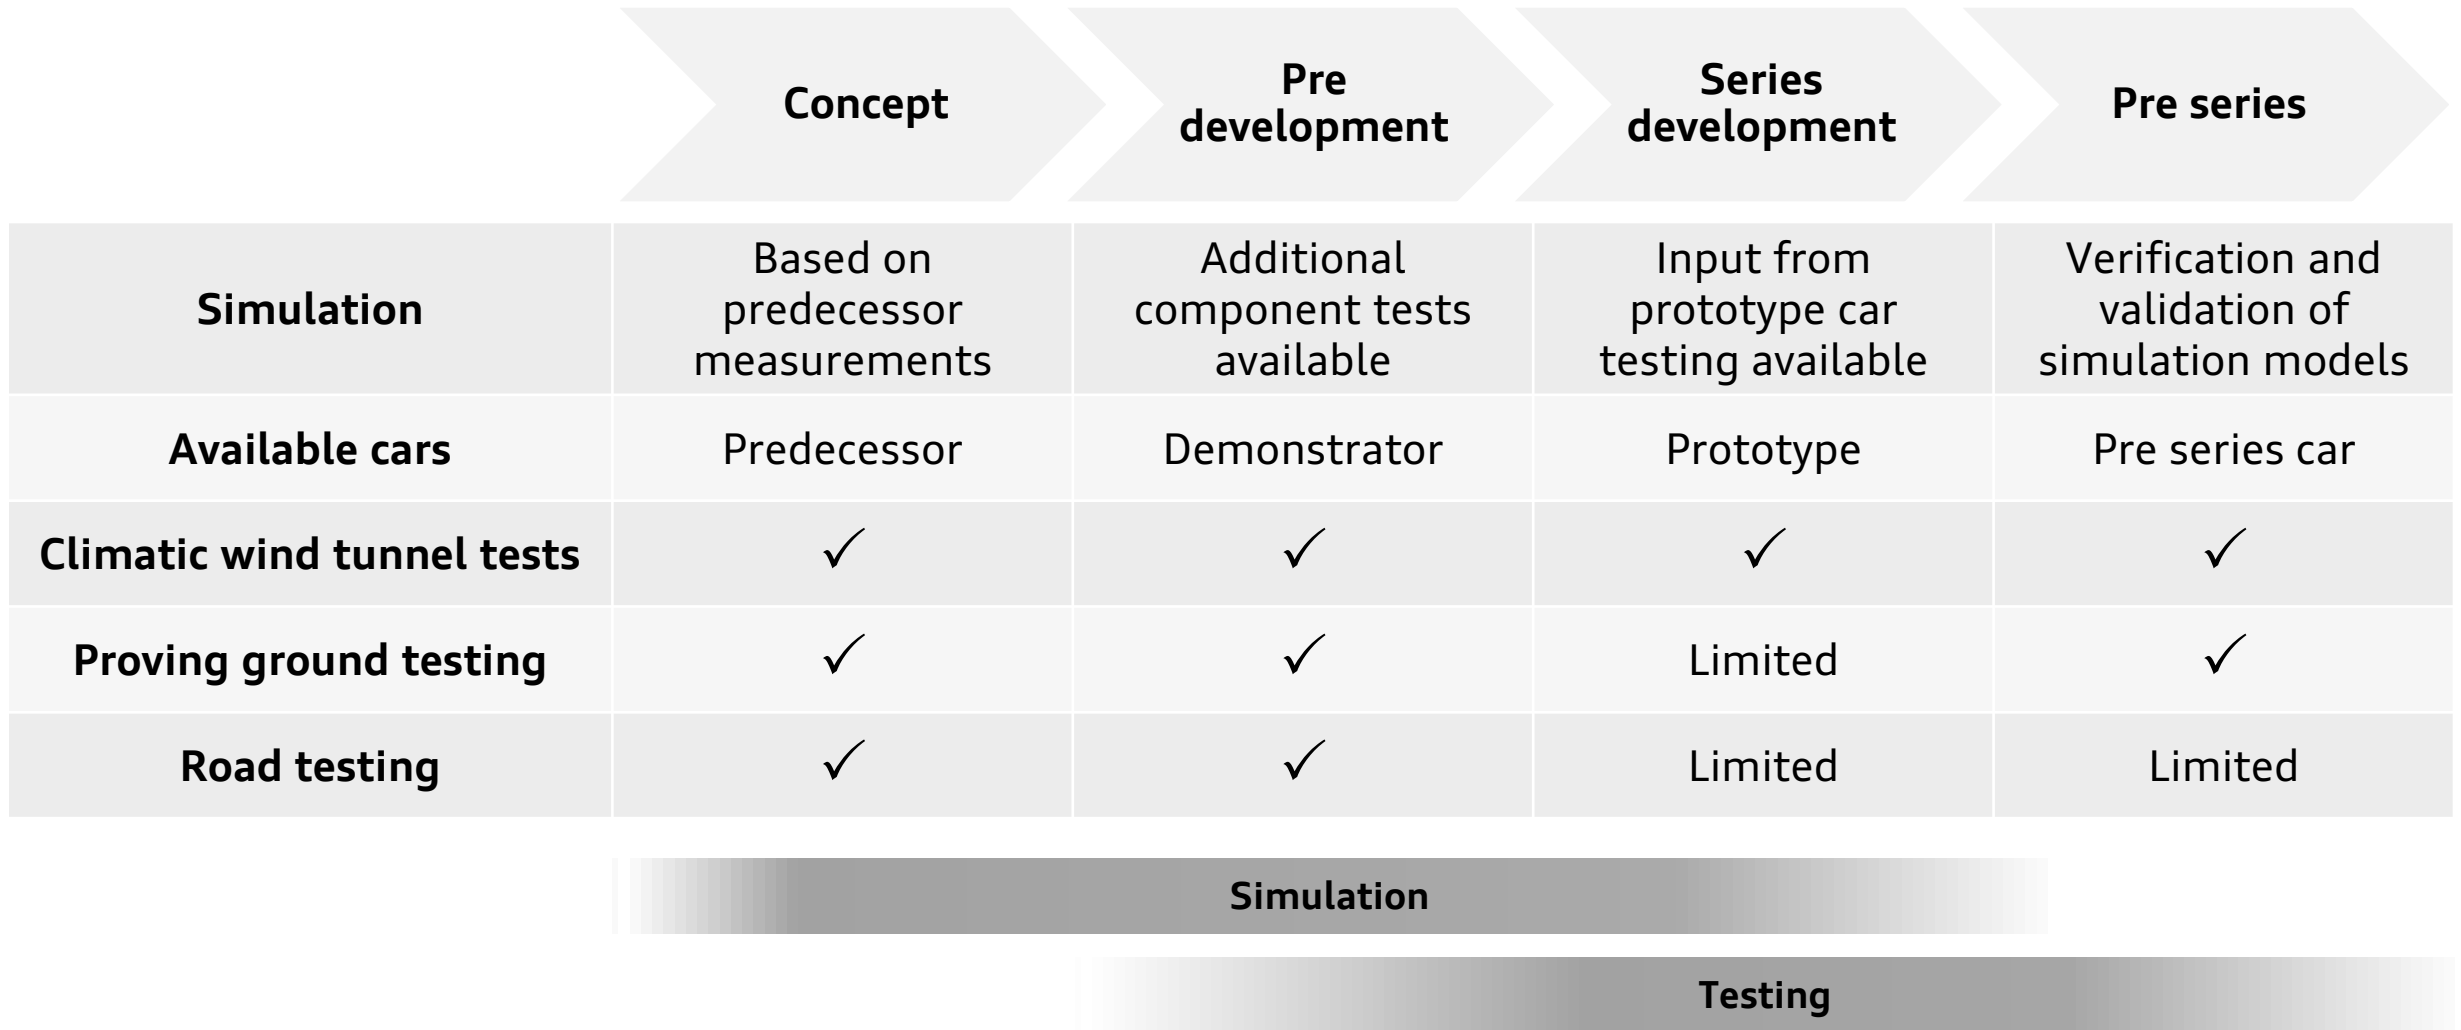 Concept
Pre
development
Series
development
Pre series
Simulation
Based on
predecessor
measurements
Additional
component tests
available
Input from
prototype car
testing available
Verification and
validation of
simulation models
Available cars
Predecessor
Demonstrator
Prototype
Pre series car
Climatic wind tunnel tests
✓
✓
✓
✓
Proving ground testing
✓
✓
Limited
✓
Road testing
✓
✓
Limited
Limited
Simulation
Testing